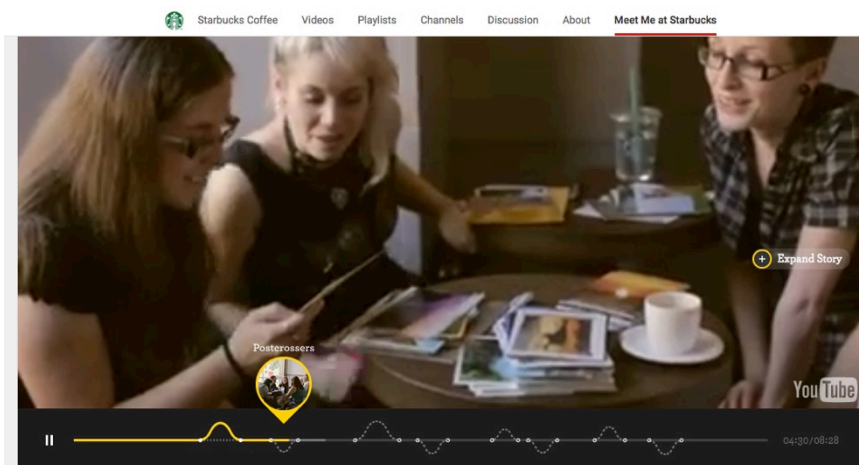 Starbucks Coffee Videos Playlists Channels Discussion About Meet Me at Starbucks
Expand Story
Posterossers
YouTube
04:30/08:28